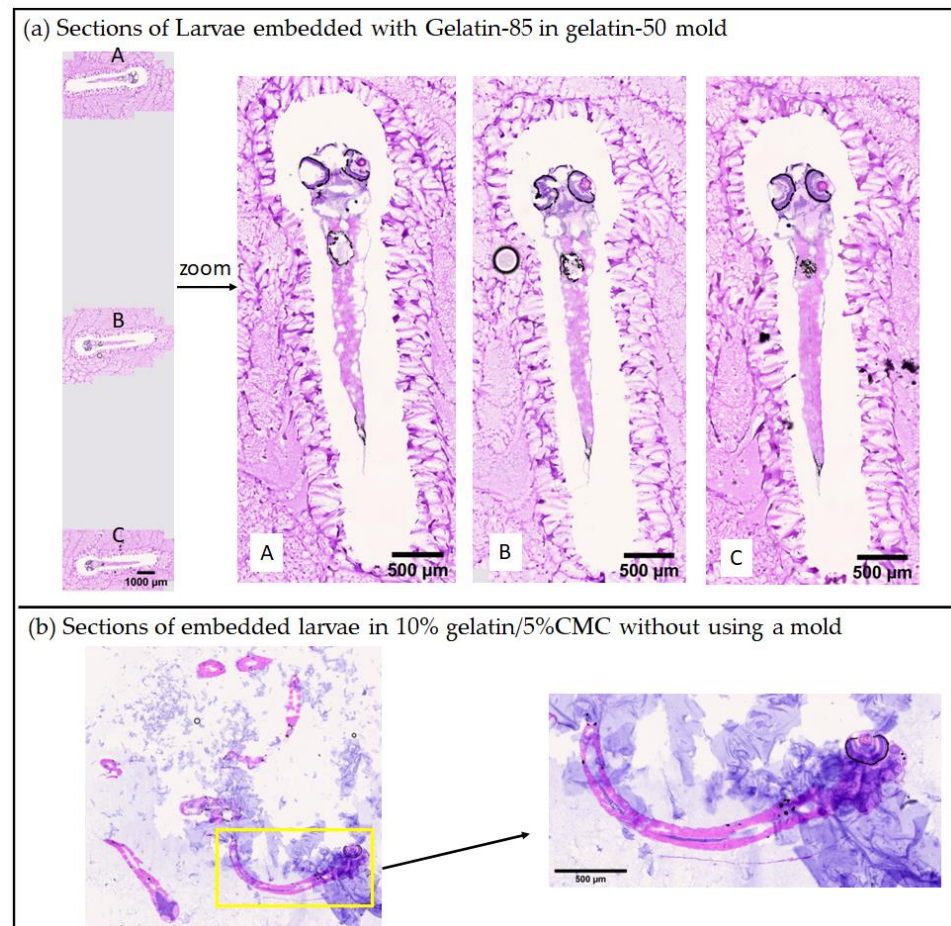 (a) Sections of Larvae embedded with Gelatin-85 in gelatin-50 mold
A
zoom
B
C
1000 µm
A
500 µm
B
500 µm
C
500 µm
(b) Sections of embedded larvae in 10% gelatin/5%CMC without using a mold
500 µm